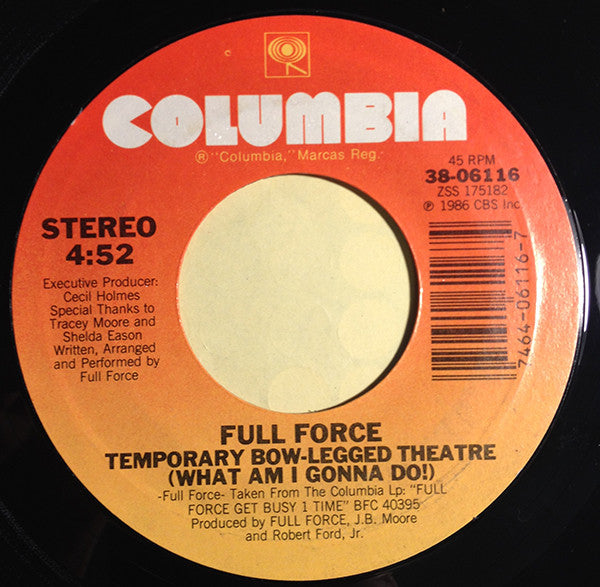 COLUMBIA
® "Columbia," Marcas Reg.
45 RPM
38-06116
ZSS 175182
℗ 1986 CBS Inc.
STEREO
4:52
Executive Producer:
Cecil Holmes
Special Thanks to
Tracey Moore and
Shelda Eason
Written, Arranged
and Performed by
Full Force
7464-06116-7
FULL FORCE
TEMPORARY BOW-LEGGED THEATRE
(WHAT AM I GONNA DO!)
-Full Force- Taken From The Columbia Lp: "FULL
FORCE GET BUSY 1 TIME" BFC 40395
Produced by FULL FORCE, J.B. Moore
and Robert Ford, Jr.